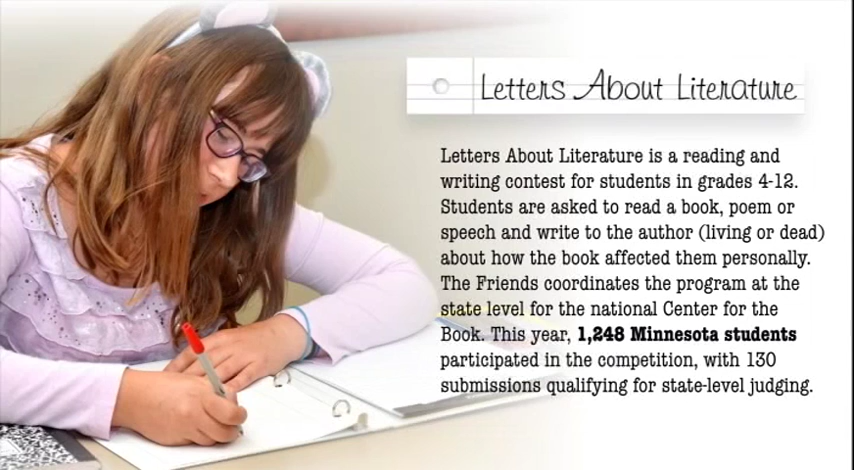 Letters About Literature
Letters About Literature is a reading and
writing contest for students in grades 4-12.
Students are asked to read a book, poem or
speech and write to the author (living or dead)
about how the book affected them personally.
The Friends coordinates the program at the
state level for the national Center for the
Book. This year, 1,248 Minnesota students
participated in the competition, with 130
submissions qualifying for state-level judging.